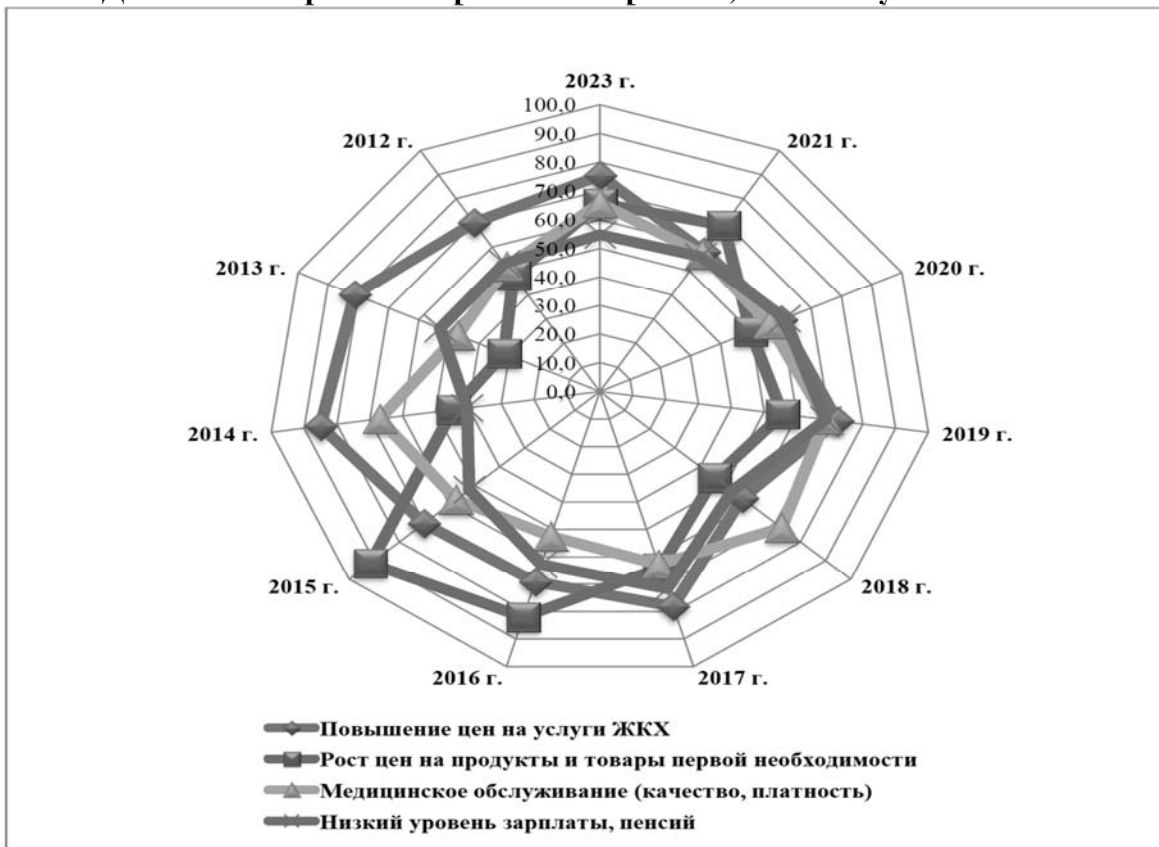 2023 г.
100,0
90,0
80,0
70,0
60,0
50,0
40,0
30,0
20,0
10,0
0,0
2021 г.
2020 г.
2019 г.
2018 г.
2017 г.
2016 г.
2015 г.
2014 г.
2013 г.
2012 г.
Повышение цен на услуги ЖКХ
Рост цен на продукты и товары первой необходимости
Медицинское обслуживание (качество, платность)
Низкий уровень зарплаты, пенсий